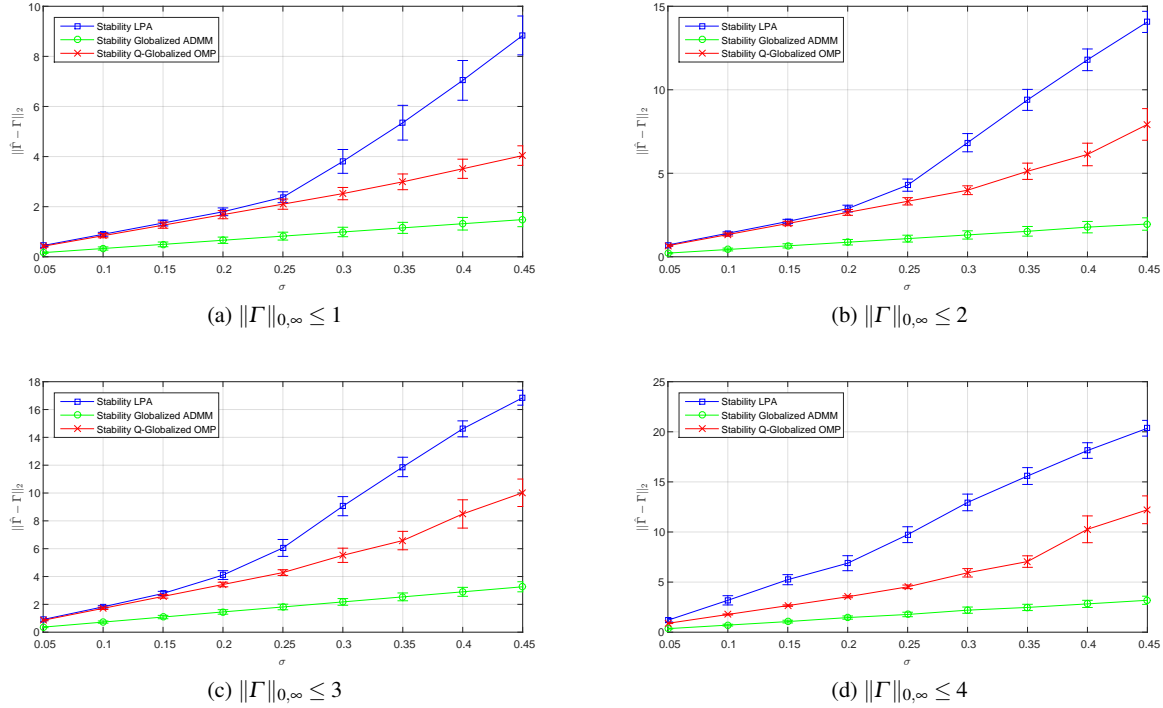 10
8
6
4
2
0
||Γ̂ − Γ||₂
Stability LPA
Stability Globalized ADMM
Stability Q-Globalized OMP
0.05 0.1 0.15 0.2 0.25 0.3 0.35 0.4 0.45
σ
(a) ‖Γ‖₀,∞ ≤ 1
15
10
5
0
||Γ̂ − Γ||₂
Stability LPA
Stability Globalized ADMM
Stability Q-Globalized OMP
0.05 0.1 0.15 0.2 0.25 0.3 0.35 0.4 0.45
σ
(b) ‖Γ‖₀,∞ ≤ 2
18
16
14
12
10
8
6
4
2
0
||Γ̂ − Γ||₂
Stability LPA
Stability Globalized ADMM
Stability Q-Globalized OMP
0.05 0.1 0.15 0.2 0.25 0.3 0.35 0.4 0.45
σ
(c) ‖Γ‖₀,∞ ≤ 3
25
20
15
10
5
0
||Γ̂ − Γ||₂
Stability LPA
Stability Globalized ADMM
Stability Q-Globalized OMP
0.05 0.1 0.15 0.2 0.25 0.3 0.35 0.4 0.45
σ
(d) ‖Γ‖₀,∞ ≤ 4